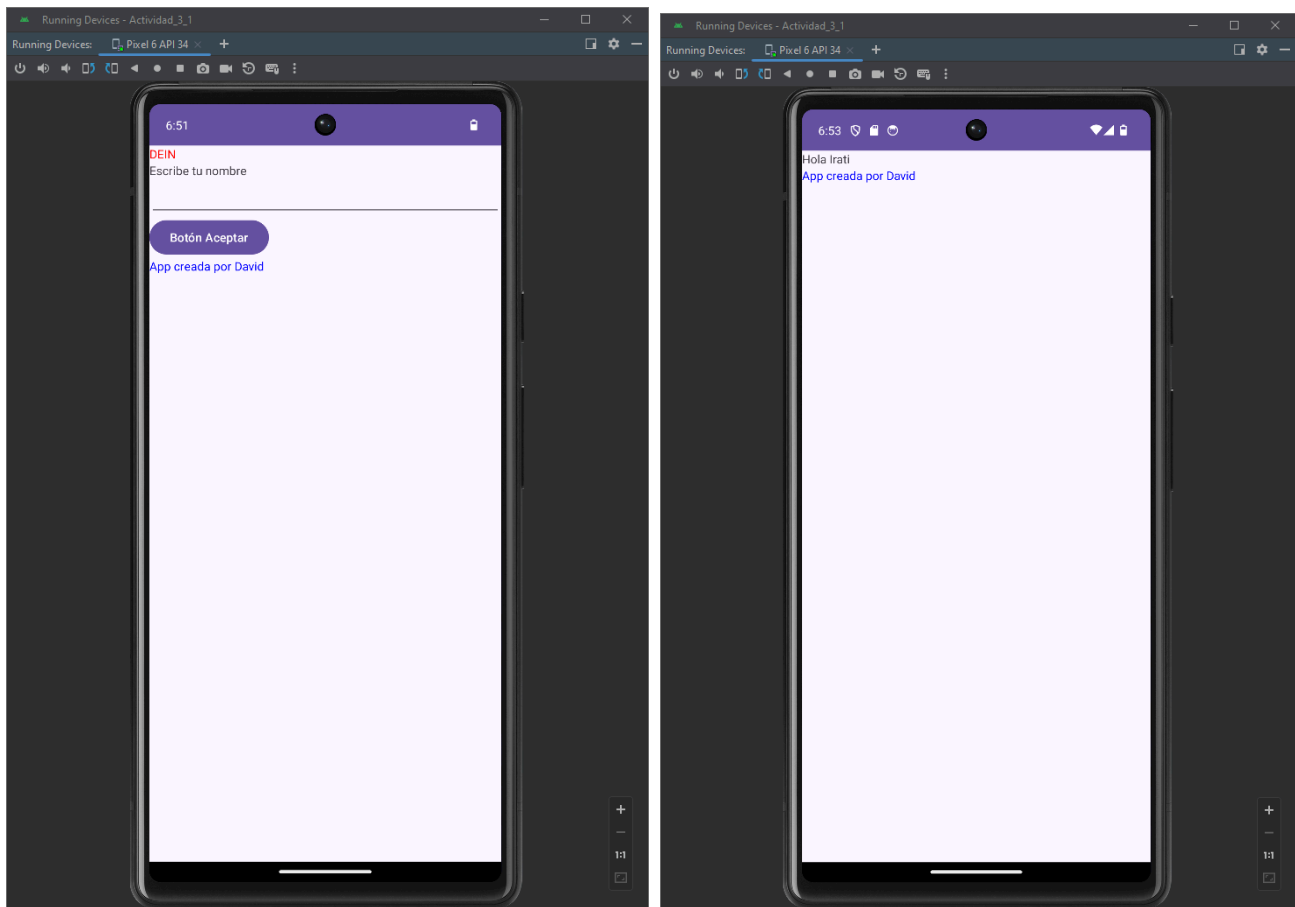 Running Devices - Actividad_3_1
Running Devices: Pixel 6 API 34
6:51
DEIN
Escribe tu nombre
Botón Aceptar
App creada por David
1:1
Running Devices - Actividad_3_1
Running Devices: Pixel 6 API 34
6:53
Hola Irati
App creada por David
1:1